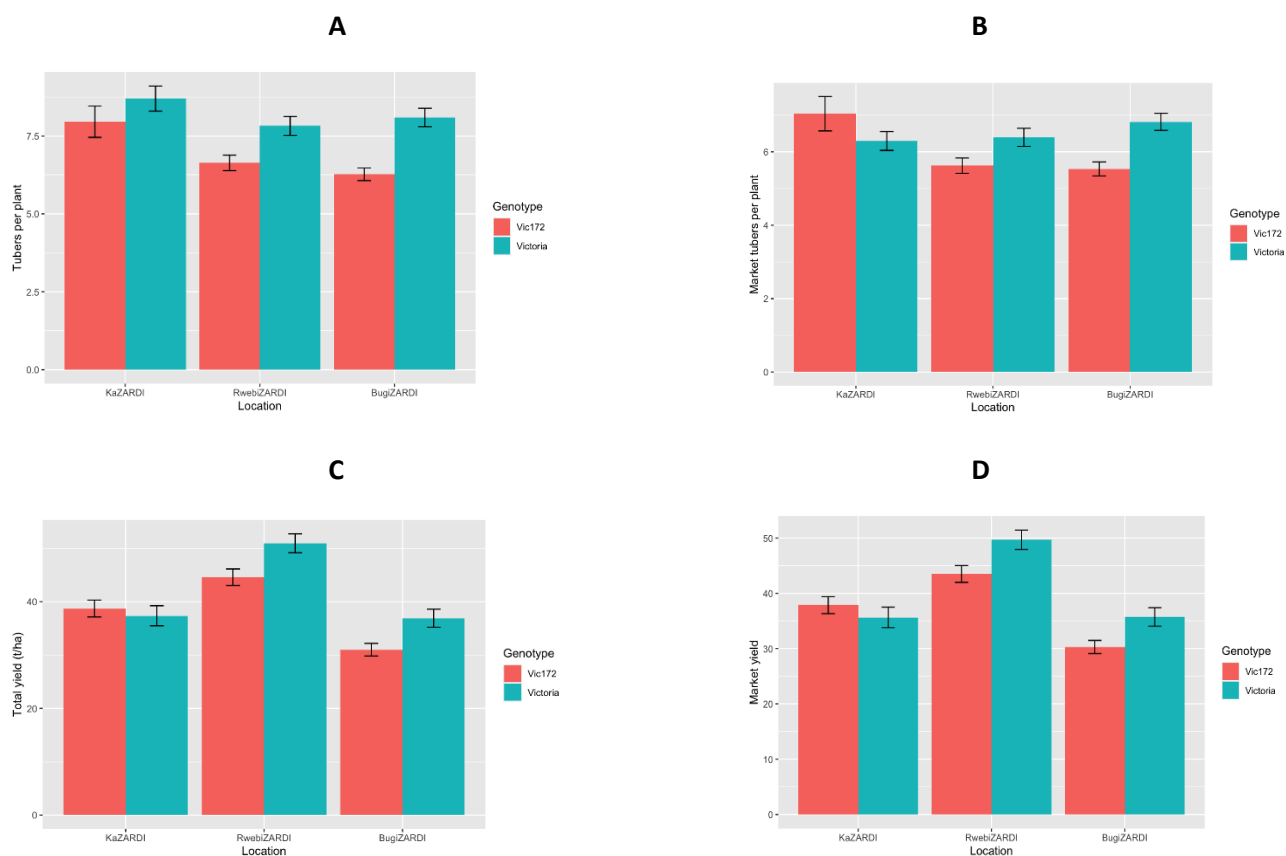 A
Tubers per plant
7.5
5.0
2.5
0.0
KaZARDI RwebiZARDI BugiZARDI
Location
Genotype
Vic172
Victoria
B
Market tubers per plant
6
4
2
0
KaZARDI RwebiZARDI BugiZARDI
Location
Genotype
Vic172
Victoria
C
Total yield (t/ha)
40
20
0
KaZARDI RwebiZARDI BugiZARDI
Location
Genotype
Vic172
Victoria
D
Market yield
50
40
30
20
10
0
KaZARDI RwebiZARDI BugiZARDI
Location
Genotype
Vic172
Victoria